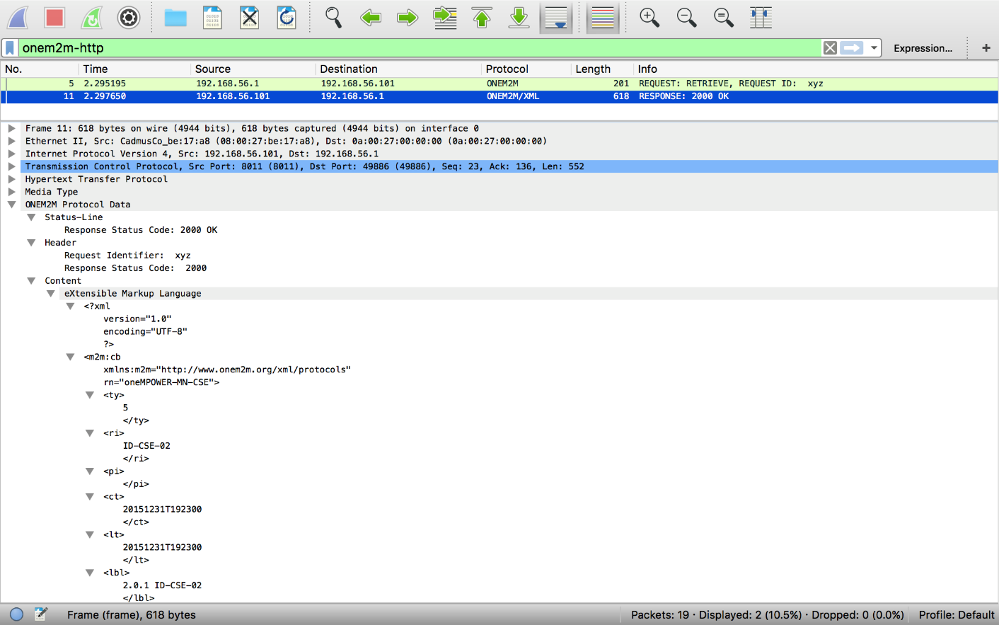 onem2m-http
Expression...
+
No. Time Source Destination Protocol Length Info
5 2.295195 192.168.56.1 192.168.56.101 ONEM2M 201 REQUEST: RETRIEVE, REQUEST ID: xyz
11 2.297650 192.168.56.101 192.168.56.1 ONEM2M/XML 618 RESPONSE: 2000 OK
Frame 11: 618 bytes on wire (4944 bits), 618 bytes captured (4944 bits) on interface 0
Ethernet II, Src: CadmusCo_be:17:a8 (08:00:27:be:17:a8), Dst: 0a:00:27:00:00:00 (0a:00:27:00:00:00)
Internet Protocol Version 4, Src: 192.168.56.101, Dst: 192.168.56.1
Transmission Control Protocol, Src Port: 8011 (8011), Dst Port: 49886 (49886), Seq: 23, Ack: 136, Len: 552
Hypertext Transfer Protocol
Media Type
ONEM2M Protocol Data
Status-Line
Response Status Code: 2000 OK
Header
Request Identifier: xyz
Response Status Code: 2000
Content
eXtensible Markup Language
<?xml
version="1.0"
encoding="UTF-8"
?>
<m2m:cb
xmlns:m2m="http://www.onem2m.org/xml/protocols"
rn="oneMPOWER-MN-CSE">
<ty>
5
</ty>
<ri>
ID-CSE-02
</ri>
<pi>
</pi>
<ct>
20151231T192300
</ct>
<lt>
20151231T192300
</lt>
<lbl>
2.0.1 ID-CSE-02
</lbl>
Frame (frame), 618 bytes
Packets: 19 · Displayed: 2 (10.5%) · Dropped: 0 (0.0%)
Profile: Default